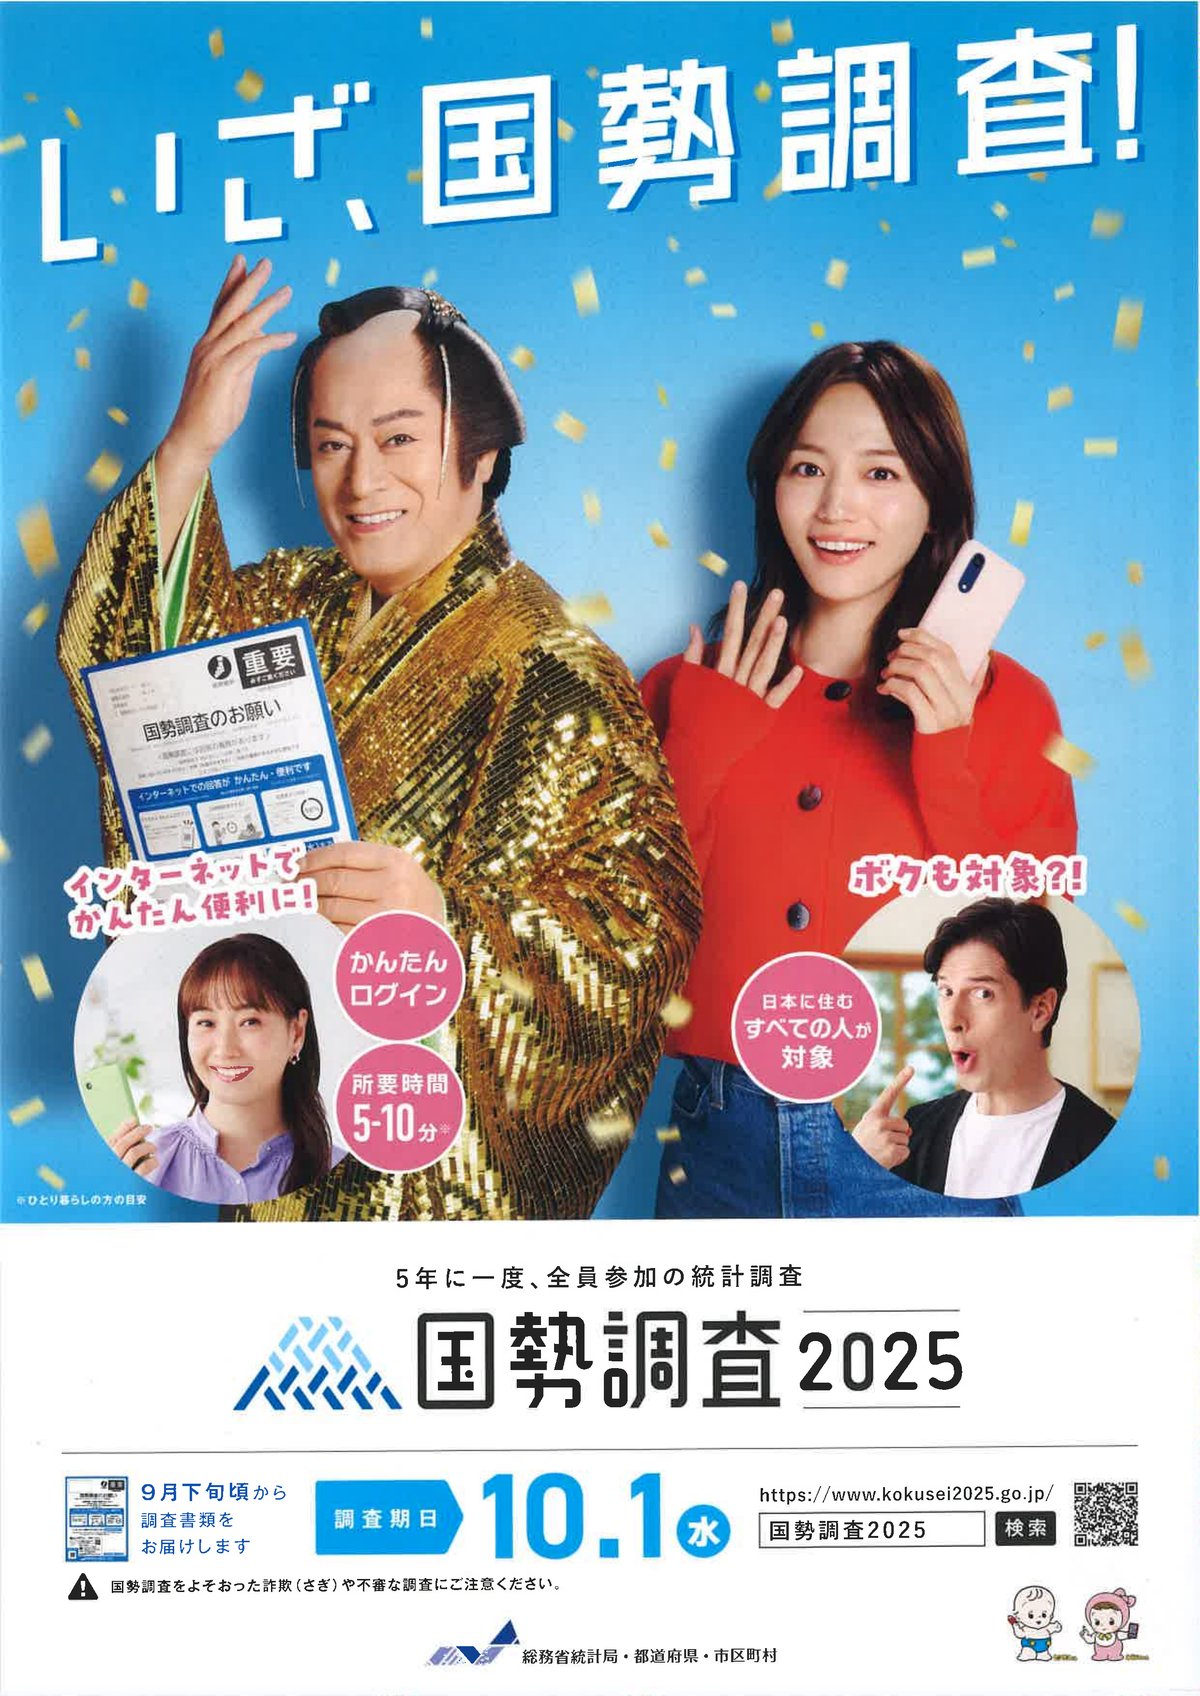 いざ、国勢調査!
重要
必ずご覧ください
国勢調査のお願い
インターネットでの回答が かんたん・便利です
インターネットで
かんたん便利に!
かんたん
ログイン
所要時間
5-10分※
※ひとり暮らしの方の目安
ボクも対象?!
日本に住む
すべての人が
対象
5年に一度、全員参加の統計調査
国勢調査2025
9月下旬頃から
調査書類を
お届けします
調査期日
10.1水
https://www.kokusei2025.go.jp/
国勢調査2025 検索
国勢調査をよそおった詐欺(さぎ)や不審な調査にご注意ください。
総務省統計局・都道府県・市区町村